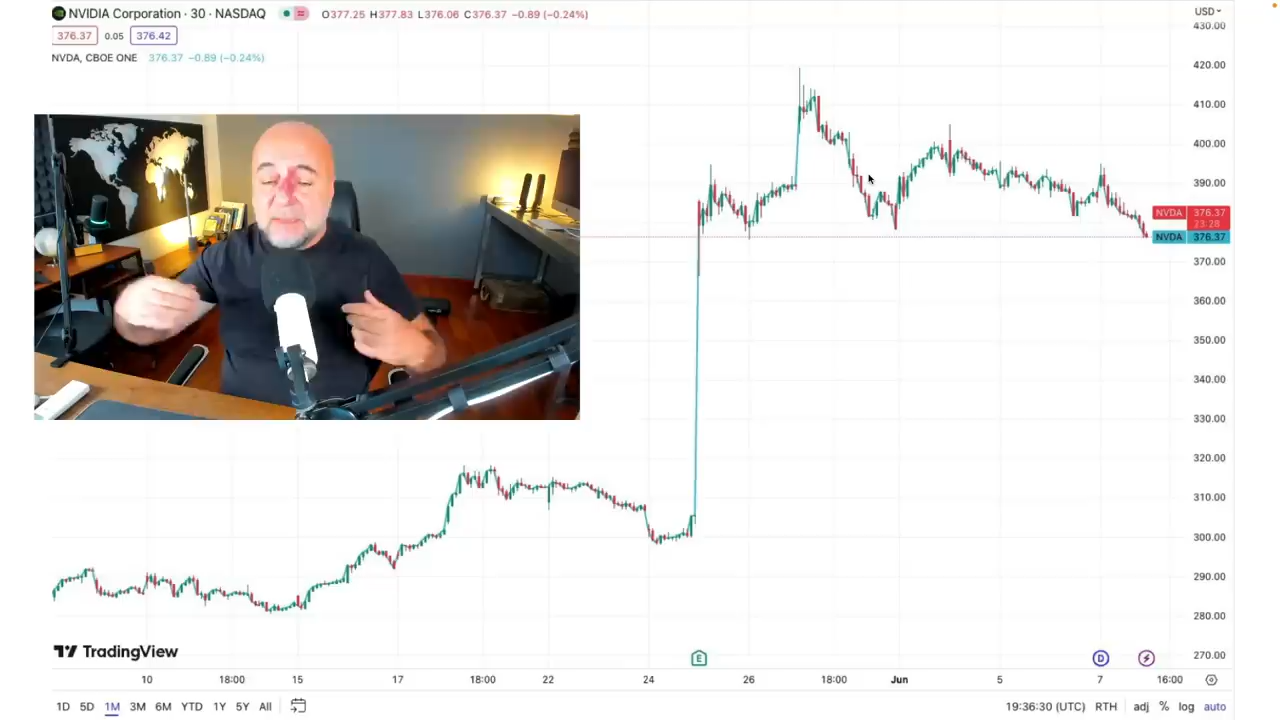 NVIDIA Corporation · 30 · NASDAQ O377.25 H377.83 L376.06 C376.37 −0.89 (−0.24%)
376.37 0.05 376.42
NVDA, CBOE ONE 376.37 −0.89 (−0.24%)
USD
430.00
420.00
410.00
400.00
390.00
NVDA 376.37
23:28
NVDA 376.37
370.00
360.00
350.00
340.00
330.00
320.00
310.00
300.00
290.00
280.00
270.00
TradingView
E D
10 18:00 15 17 18:00 22 24 26 18:00 Jun 5 7 16:00
1D 5D 1M 3M 6M YTD 1Y 5Y All 19:36:30 (UTC) RTH adj % log auto